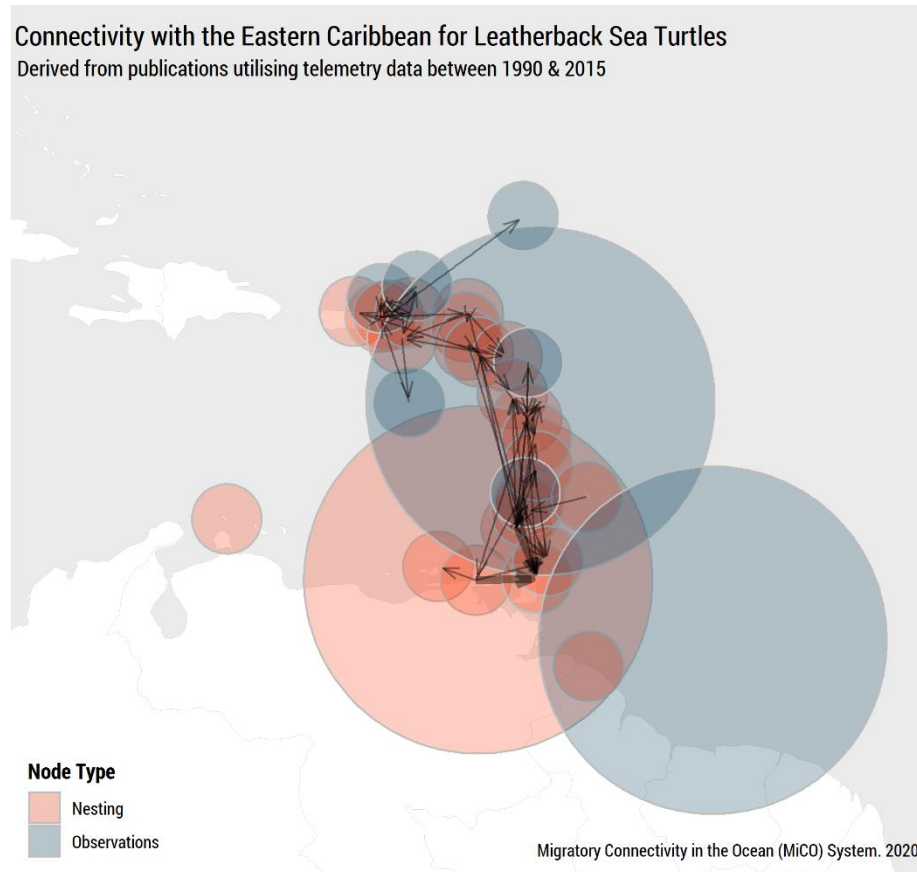 Connectivity with the Eastern Caribbean for Leatherback Sea Turtles
Derived from publications utilising telemetry data between 1990 & 2015
Node Type
Nesting
Observations
Migratory Connectivity in the Ocean (MiCO) System. 2020